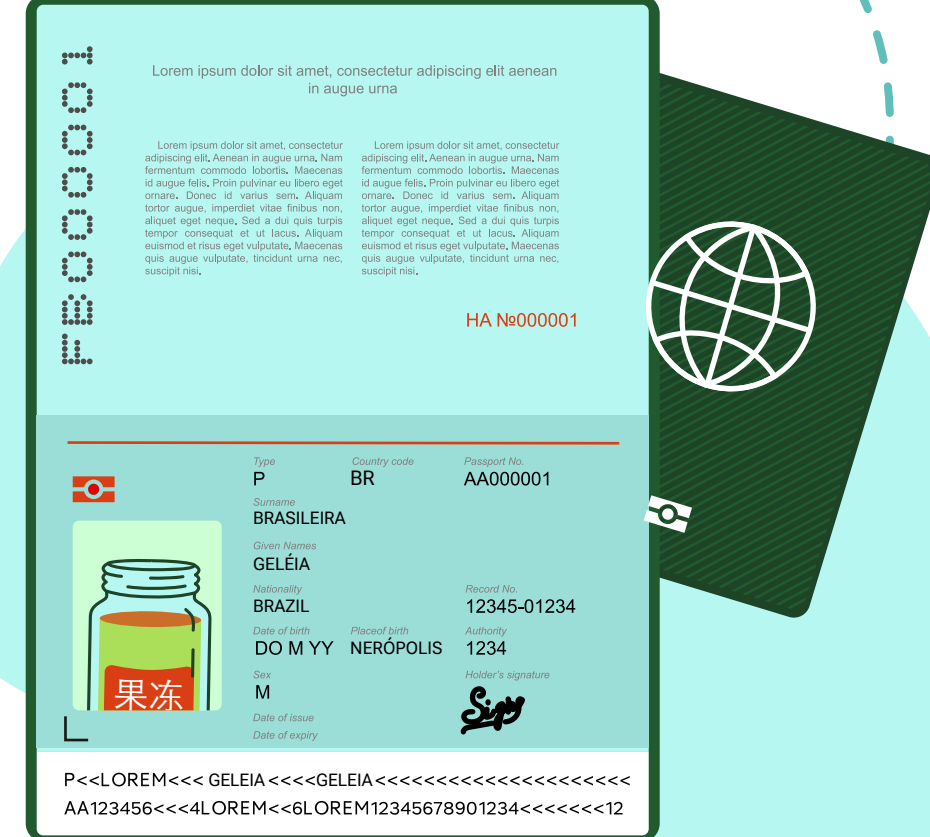 FE000001
Lorem ipsum dolor sit amet, consectetur adipiscing elit aenean
in augue urna
Lorem ipsum dolor sit amet, consectetur
adipiscing elit. Aenean in augue urna. Nam
fermentum commodo lobortis. Maecenas
id augue felis. Proin pulvinar eu libero eget
ornare. Donec id varius sem. Aliquam
tortor augue, imperdiet vitae finibus non,
aliquet eget neque. Sed a dui quis turpis
tempor consequat et ut lacus. Aliquam
euismod et risus eget vulputate. Maecenas
quis augue vulputate, tincidunt urna nec,
suscipit nisi.
Lorem ipsum dolor sit amet, consectetur
adipiscing elit. Aenean in augue urna. Nam
fermentum commodo lobortis. Maecenas
id augue felis. Proin pulvinar eu libero eget
ornare. Donec id varius sem. Aliquam
tortor augue, imperdiet vitae finibus non,
aliquet eget neque. Sed a dui quis turpis
tempor consequat et ut lacus. Aliquam
euismod et risus eget vulputate. Maecenas
quis augue vulputate, tincidunt urna nec,
suscipit nisi.
HA №000001
Type Country code Passport No.
P BR AA000001
Surname
BRASILEIRA
Given Names
GELÉIA
Nationality Record No.
BRAZIL 12345-01234
Date of birth Placeof birth Authority
DO M YY NERÓPOLIS 1234
Sex Holder's signature
M
Date of issue
Date of expiry
果冻
P<<LOREM<<< GELEIA<<<<GELEIA<<<<<<<<<<<<<<<<<<<<<
AA123456<<<4LOREM<<6LOREM12345678901234<<<<<<<12